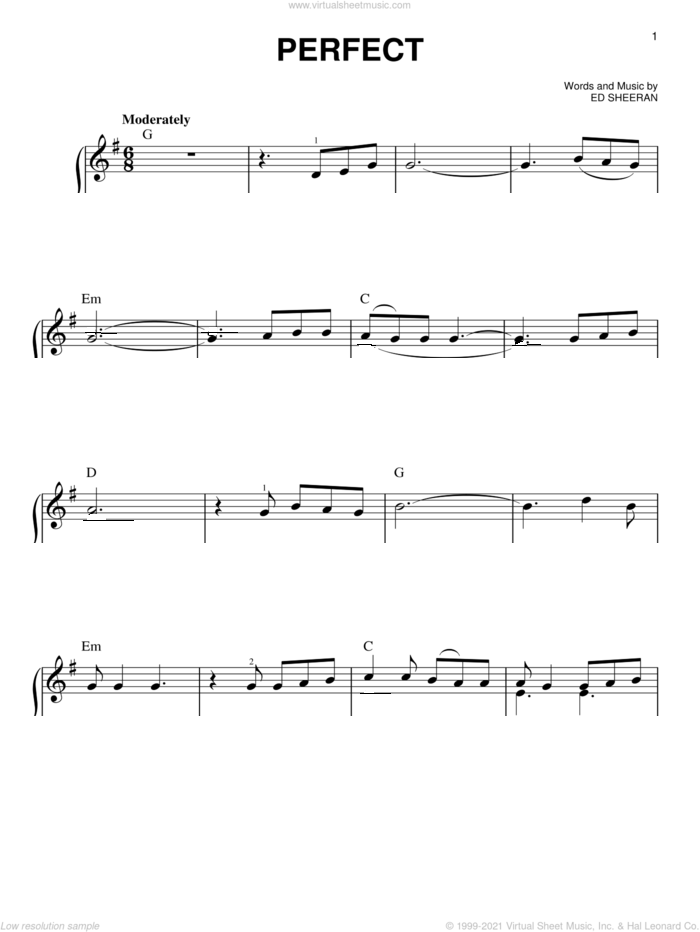 www.virtualsheetmusic.com
1
PERFECT
Words and Music by
ED SHEERAN
Moderately
G
6
8
1
Em
C
D
1
G
Em
2
C
Low resolution sample
© 1999-2021 Virtual Sheet Music, Inc. & Hal Leonard Co.